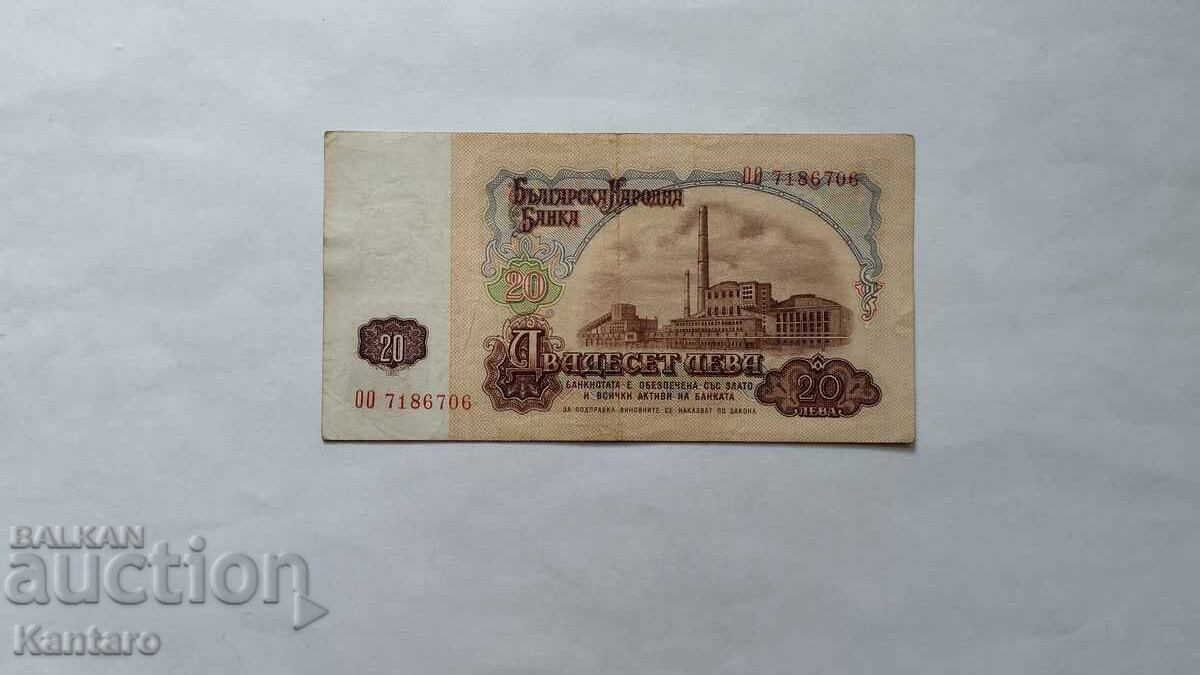 ОО 7186706
БЪЛГАРСКА НАРОДНА
БАНКА
20
ДВАДЕСЕТ ЛЕВА
20
БАНКНОТАТА Е ОБЕЗПЕЧЕНА СЪС ЗЛАТО
И ВСИЧКИ АКТИВИ НА БАНКАТА
20
ЛЕВА
ОО 7186706
ЗА ПОДПРАВКА ВИНОВНИТЕ СЕ НАКАЗВАТ ПО ЗАКОНА
BALKAN
auction
Kantaro